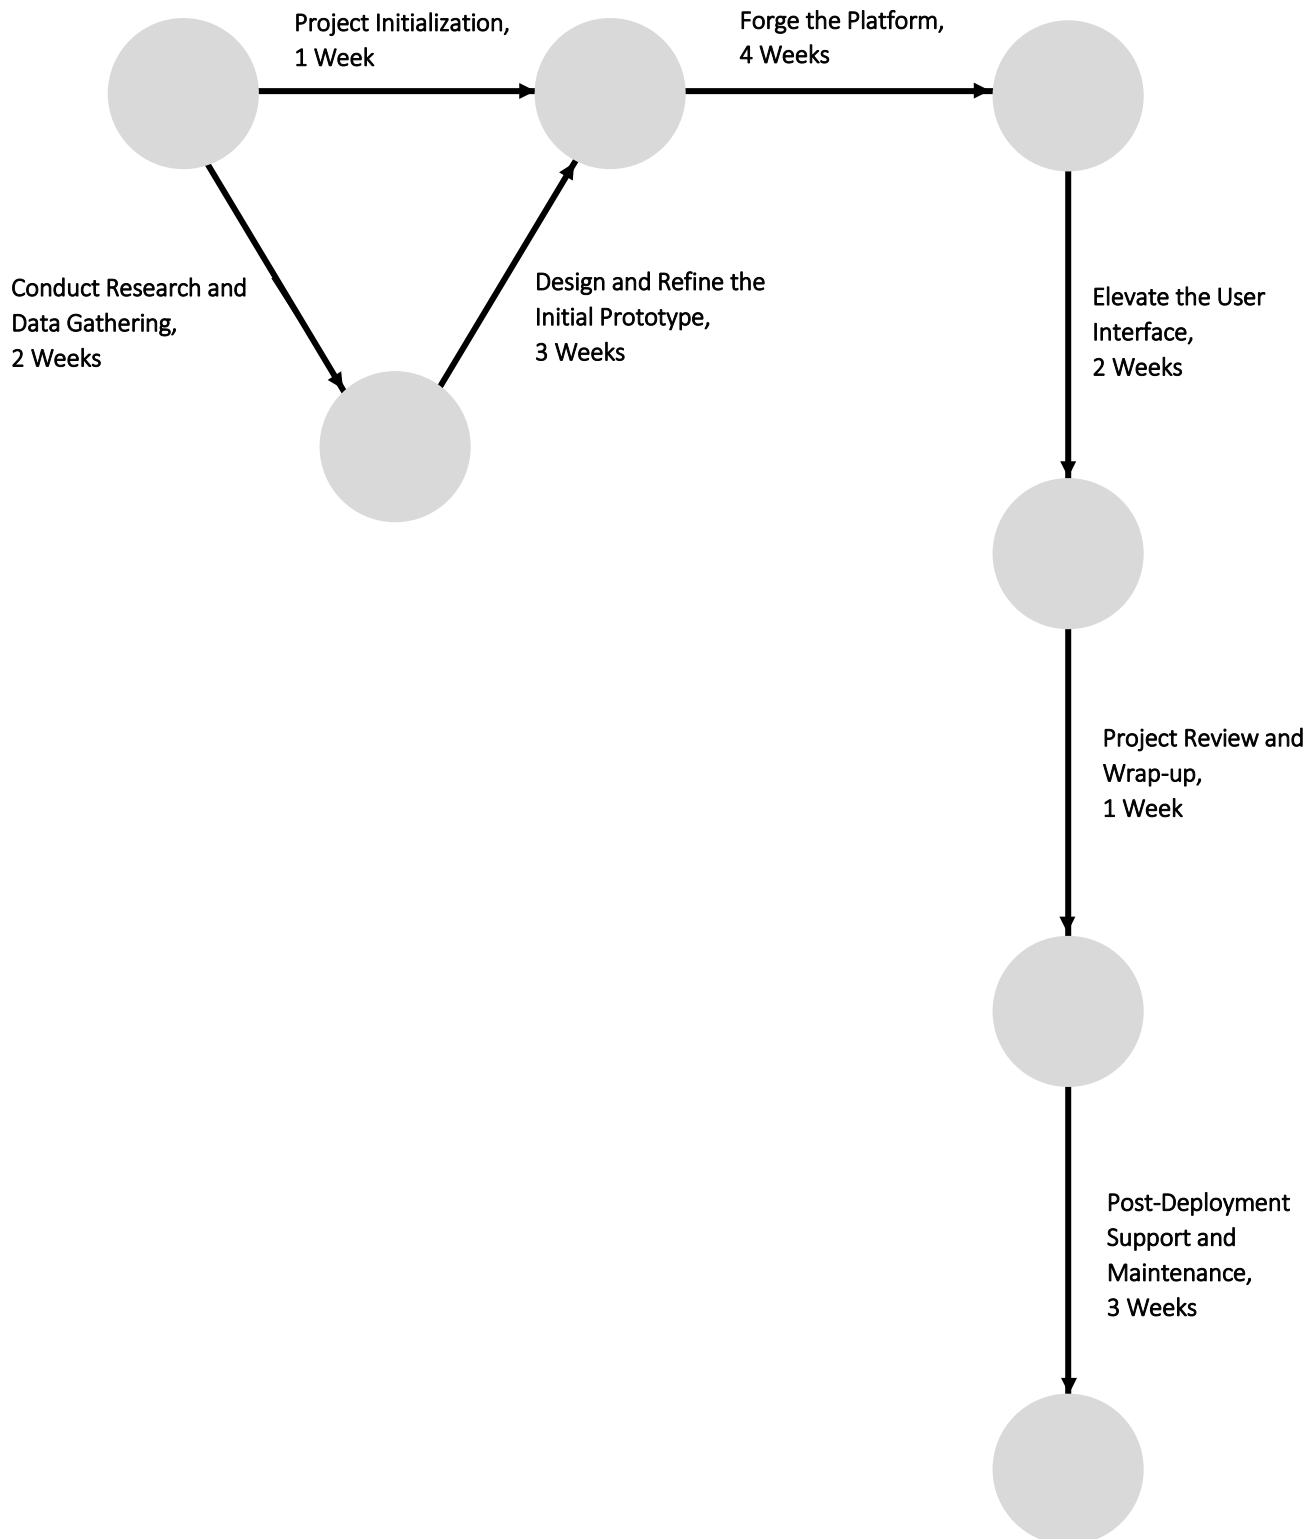 Project Initialization,
1 Week
Forge the Platform,
4 Weeks
Conduct Research and
Data Gathering,
2 Weeks
Design and Refine the
Initial Prototype,
3 Weeks
Elevate the User
Interface,
2 Weeks
Project Review and
Wrap-up,
1 Week
Post-Deployment
Support and
Maintenance,
3 Weeks